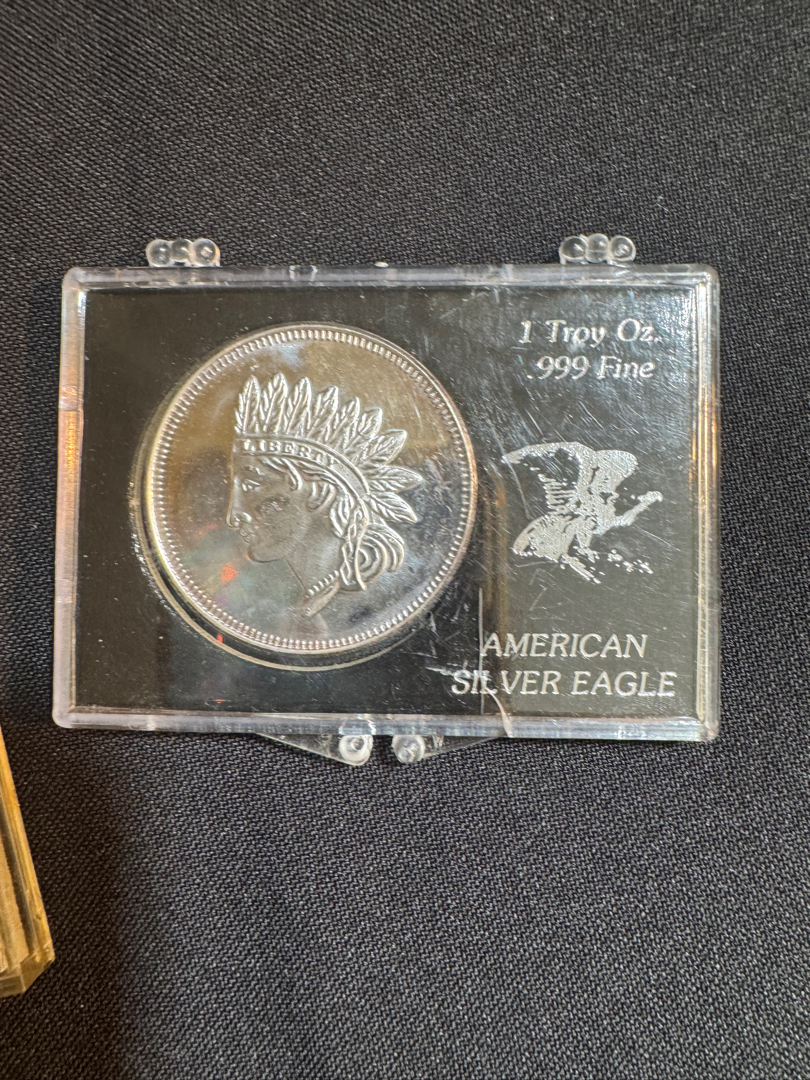 LIBERTY
1 Troy Oz.
.999 Fine
AMERICAN
SILVER EAGLE